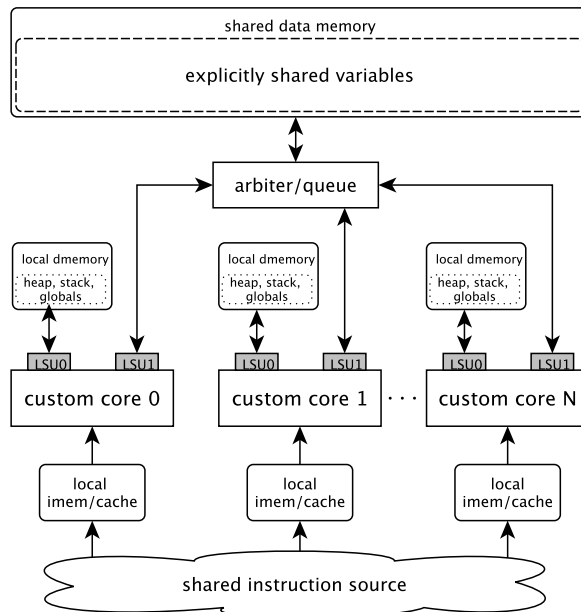 shared data memory
explicitly shared variables
arbiter/queue
local dmemory
heap, stack,
globals
local dmemory
heap, stack,
globals
local dmemory
heap, stack,
globals
LSU0
LSU1
LSU0
LSU1
LSU0
LSU1
custom core 0
custom core 1
· · ·
custom core N
local
imem/cache
local
imem/cache
local
imem/cache
shared instruction source